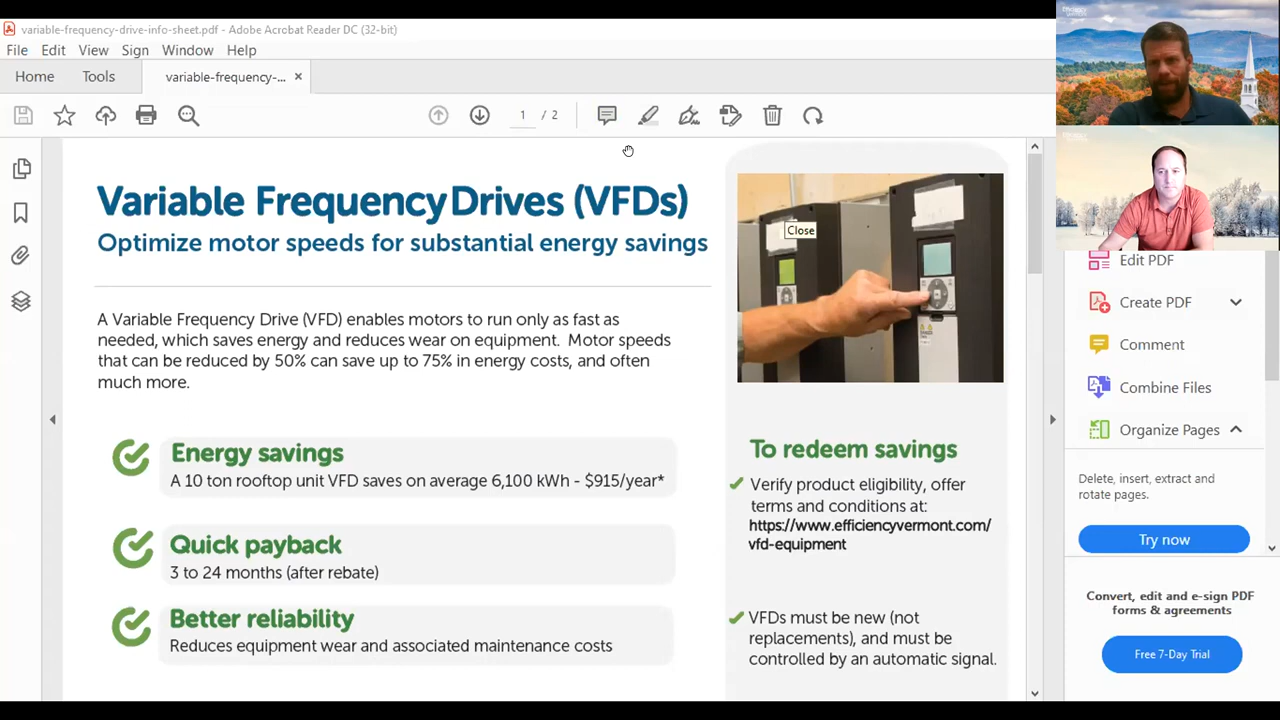 variable-frequency-drive-info-sheet.pdf - Adobe Acrobat Reader DC (32-bit)
File Edit View Sign Window Help
Home Tools variable-frequency-... ×
1 / 2
Variable Frequency Drives (VFDs)
Optimize motor speeds for substantial energy savings
A Variable Frequency Drive (VFD) enables motors to run only as fast as
needed, which saves energy and reduces wear on equipment. Motor speeds
that can be reduced by 50% can save up to 75% in energy costs, and often
much more.
Energy savings
A 10 ton rooftop unit VFD saves on average 6,100 kWh - $915/year*
Quick payback
3 to 24 months (after rebate)
Better reliability
Reduces equipment wear and associated maintenance costs
Close
To redeem savings
Verify product eligibility, offer
terms and conditions at:
https://www.efficiencyvermont.com/
vfd-equipment
VFDs must be new (not
replacements), and must be
controlled by an automatic signal.
Edit PDF
Create PDF
Comment
Combine Files
Organize Pages
Delete, insert, extract and
rotate pages.
Try now
Convert, edit and e-sign PDF
forms & agreements
Free 7-Day Trial